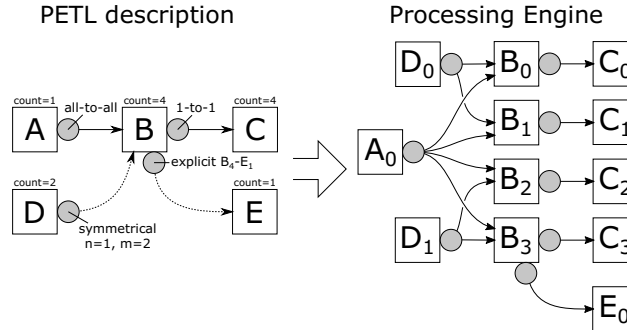 PETL description
Processing Engine
count=1
all-to-all
count=4
1-to-1
count=4
A
B
C
explicit B₄-E₁
count=2
count=1
D
E
symmetrical
n=1, m=2
D₀
B₀
C₀
B₁
C₁
A₀
B₂
C₂
D₁
B₃
C₃
E₀